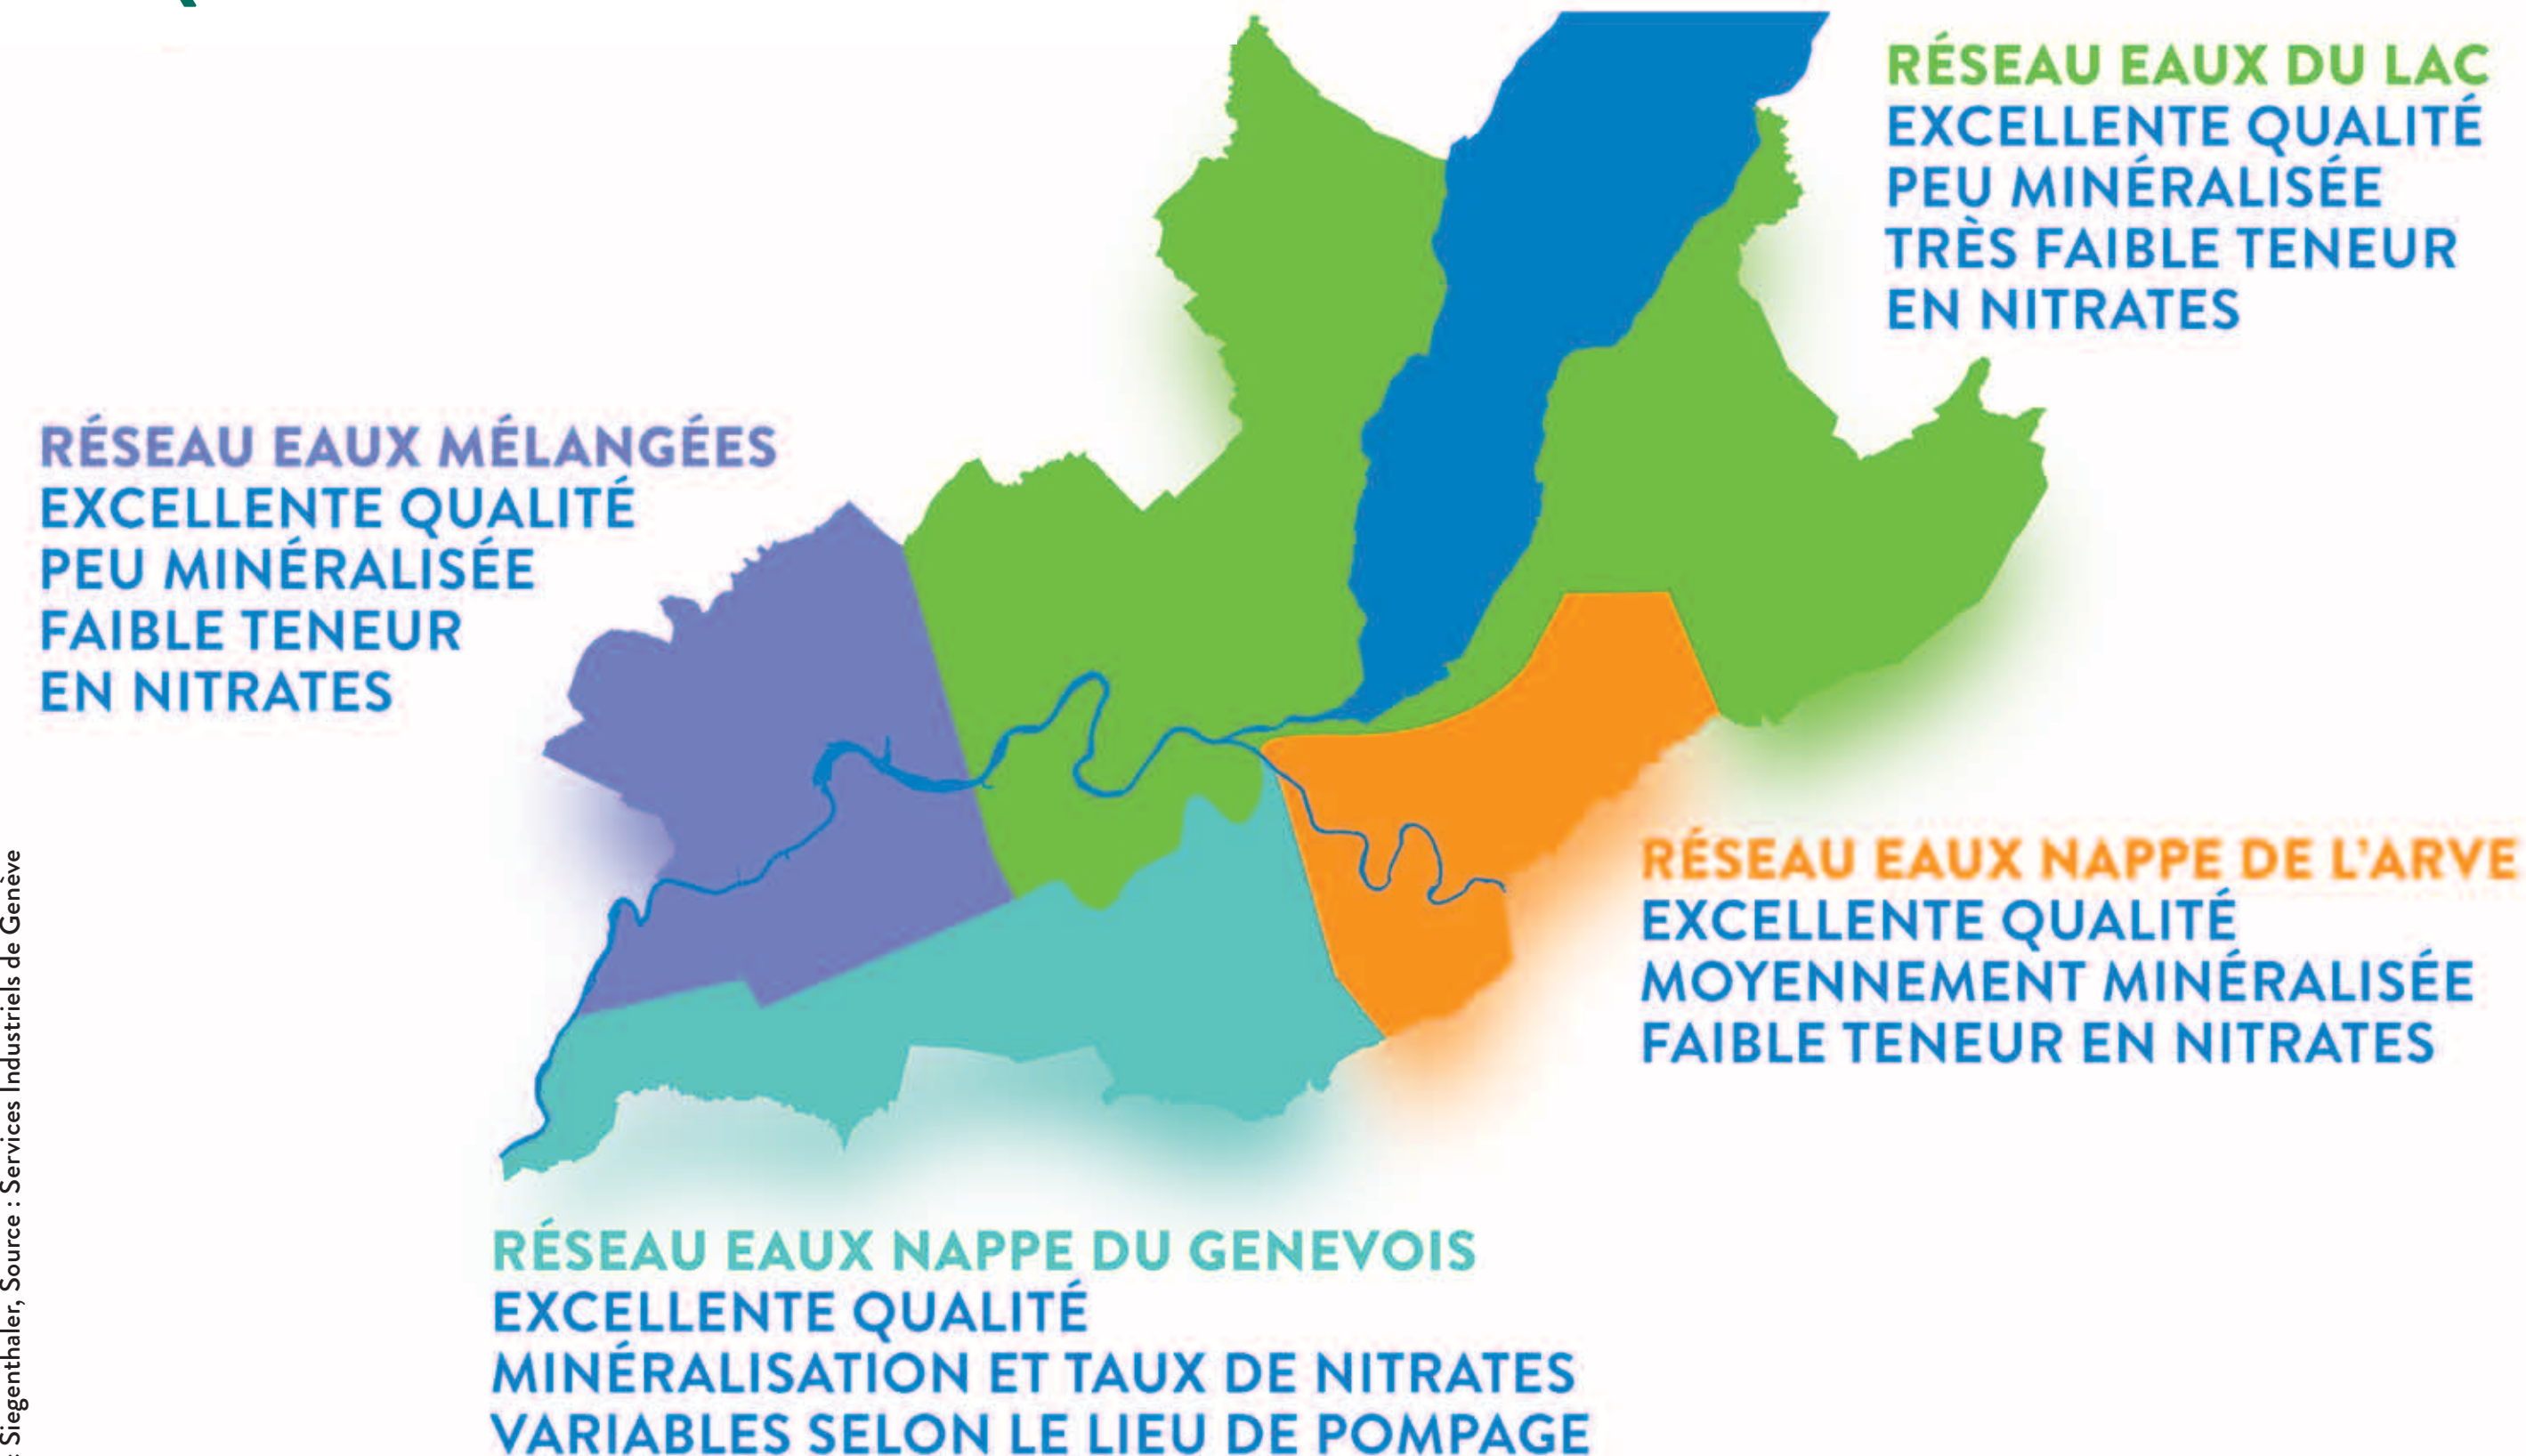 RÉSEAU EAUX DU LAC
EXCELLENTE QUALITÉ
PEU MINÉRALISÉE
TRÈS FAIBLE TENEUR
EN NITRATES
RÉSEAU EAUX MÉLANGÉES
EXCELLENTE QUALITÉ
PEU MINÉRALISÉE
FAIBLE TENEUR
EN NITRATES
RÉSEAU EAUX NAPPE DE L'ARVE
EXCELLENTE QUALITÉ
MOYENNEMENT MINÉRALISÉE
FAIBLE TENEUR EN NITRATES
RÉSEAU EAUX NAPPE DU GENEVOIS
EXCELLENTE QUALITÉ
MINÉRALISATION ET TAUX DE NITRATES
VARIABLES SELON LE LIEU DE POMPAGE
: Siegenthaler, Source : Services Industriels de Genève